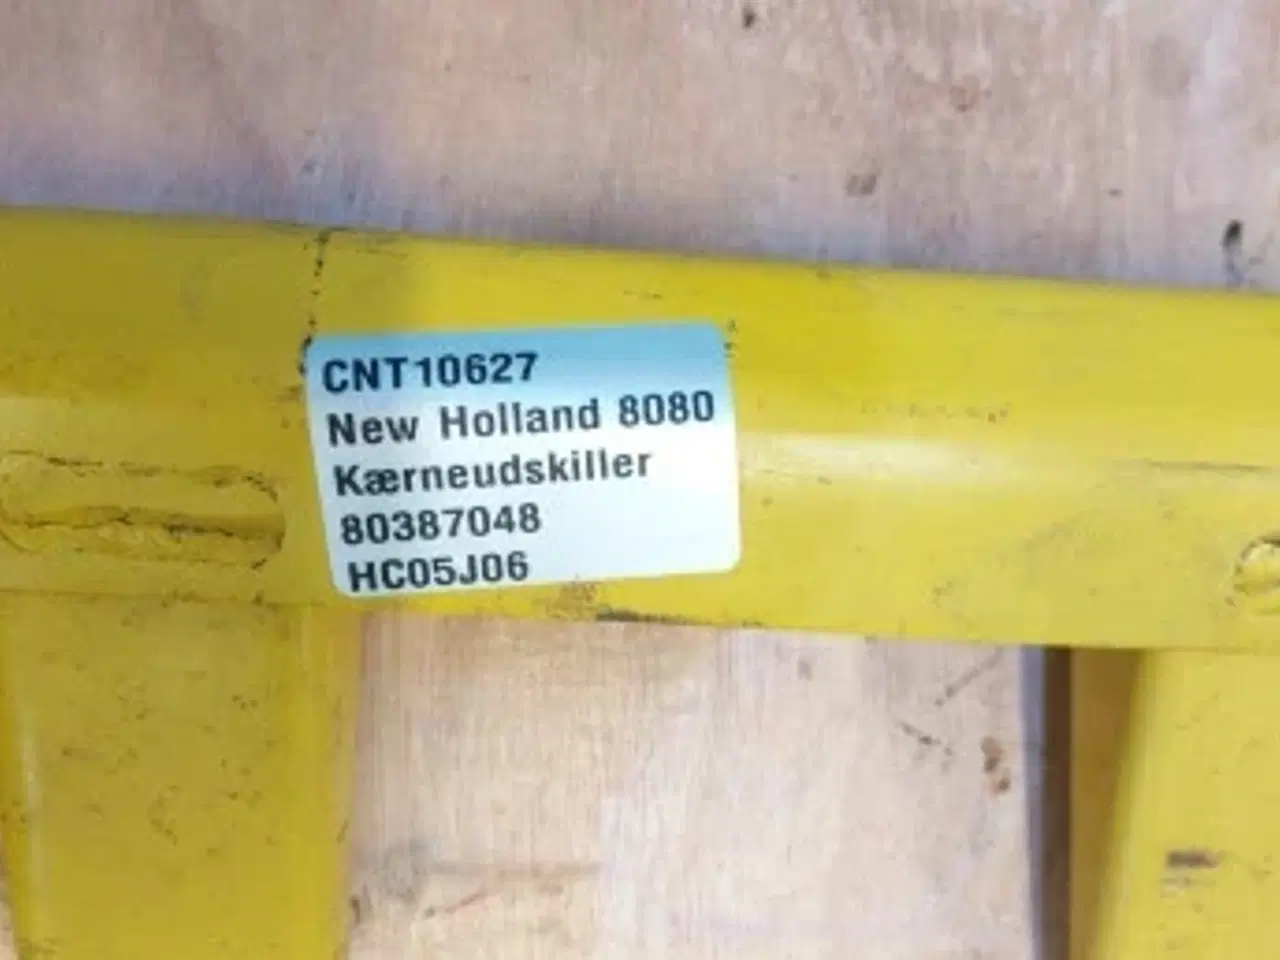 CNT10627
New Holland 8080
Kærneudskiller
80387048
HC05J06